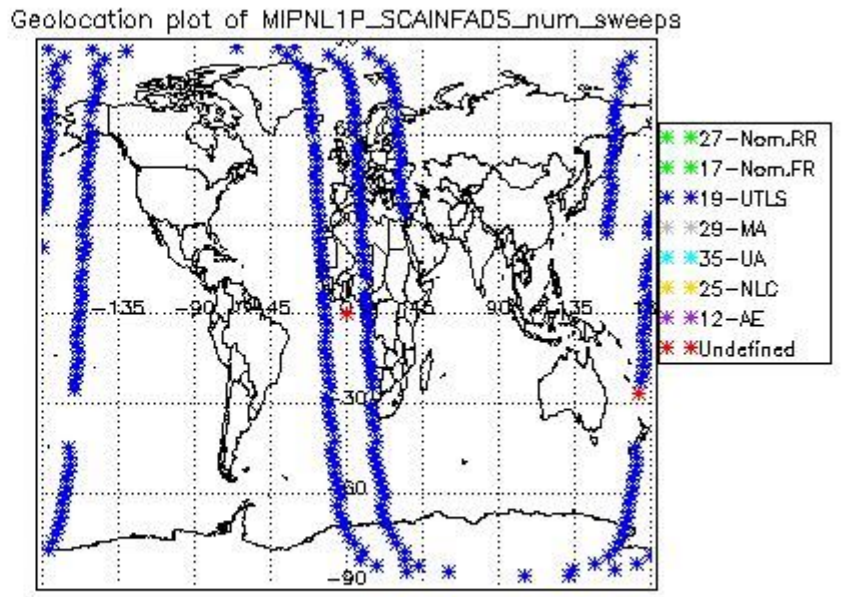 Geolocation plot of MIPNL1P_SCAINFADS_num_sweeps
27-Nom.RR
17-Nom.FR
19-UTLS
29-MA
35-UA
25-NLC
12-AE
Undefined
-135 -90 -45 45 90 135
-30
-60
-90